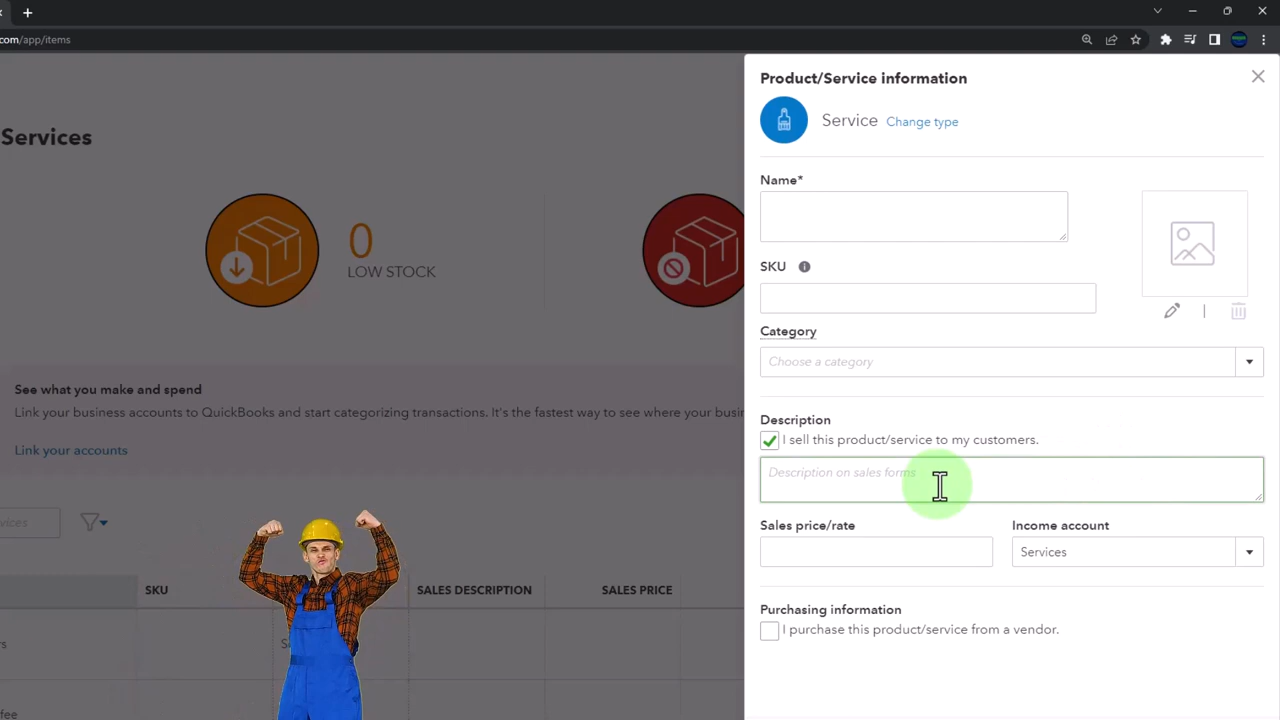 com/app/items
Product/Service information
Service Change type
Services
Name*
0
LOW STOCK
SKU
Category
Choose a category
See what you make and spend
Link your business accounts to QuickBooks and start categorizing transactions. It's the fastest way to see where your
Link your accounts
Description
I sell this product/service to my customers.
Description on sales forms
Sales price/rate
Income account
Services
SKU
SALES DESCRIPTION
SALES PRICE
Purchasing information
I purchase this product/service from a vendor.